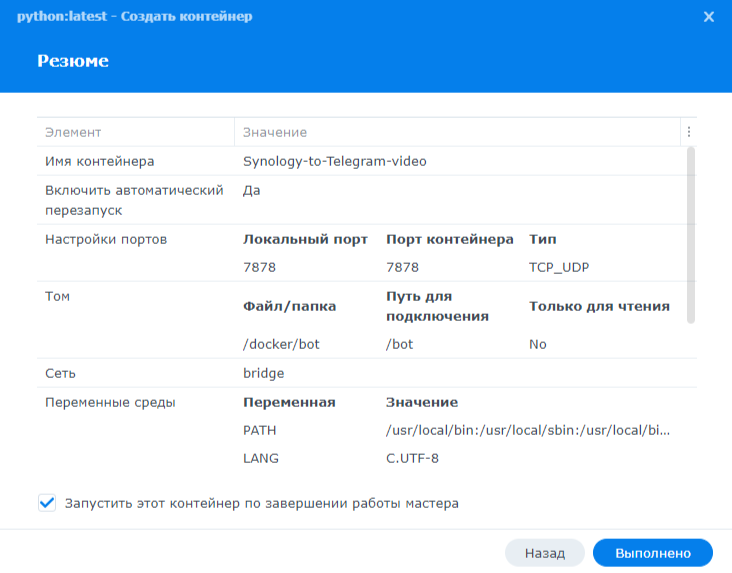 python:latest - Создать контейнер
Резюме
Элемент Значение
Имя контейнера Synology-to-Telegram-video
Включить автоматический перезапуск Да
Настройки портов Локальный порт Порт контейнера Тип
7878 7878 TCP_UDP
Том Файл/папка Путь для подключения Только для чтения
/docker/bot /bot No
Сеть bridge
Переменные среды Переменная Значение
PATH /usr/local/bin:/usr/local/sbin:/usr/local/bi...
LANG C.UTF-8
Запустить этот контейнер по завершении работы мастера
Назад Выполнено